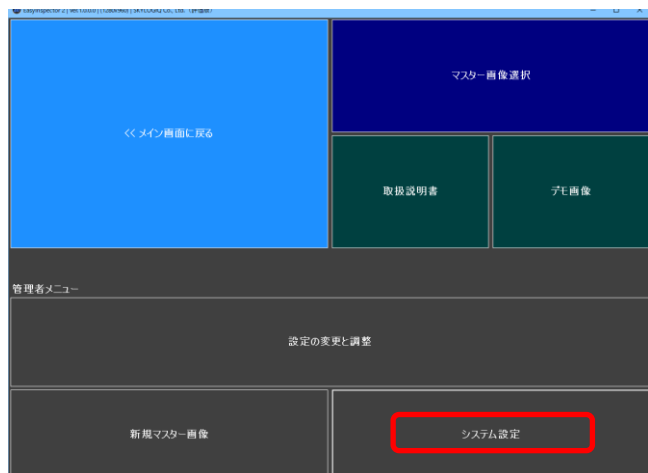 << メイン画面に戻る
マスター画像選択
取扱説明書
デモ画像
管理者メニュー
設定の変更と調整
新規マスター画像
システム設定